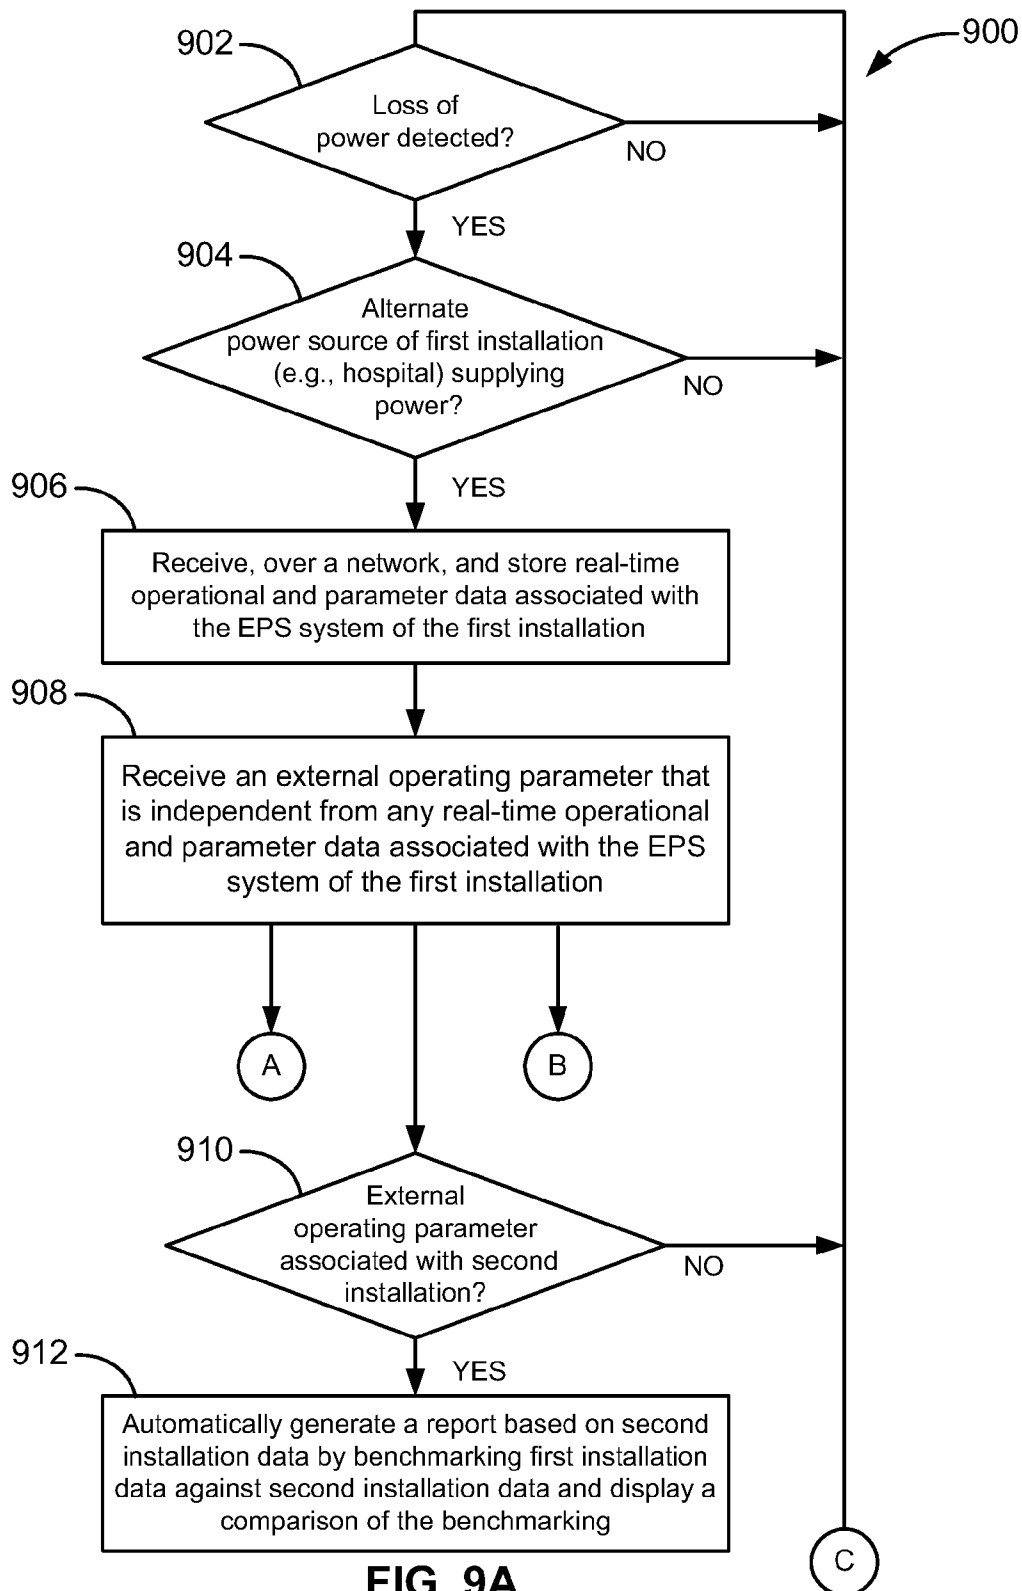 900
902
Loss of
power detected?
NO
YES
904
Alternate
power source of first installation
(e.g., hospital) supplying
power?
NO
YES
906
Receive, over a network, and store real-time
operational and parameter data associated with
the EPS system of the first installation
908
Receive an external operating parameter that
is independent from any real-time operational
and parameter data associated with the EPS
system of the first installation
A
B
910
External
operating parameter
associated with second
installation?
NO
YES
912
Automatically generate a report based on second
installation data by benchmarking first installation
data against second installation data and display a
comparison of the benchmarking
C
FIG. 9A